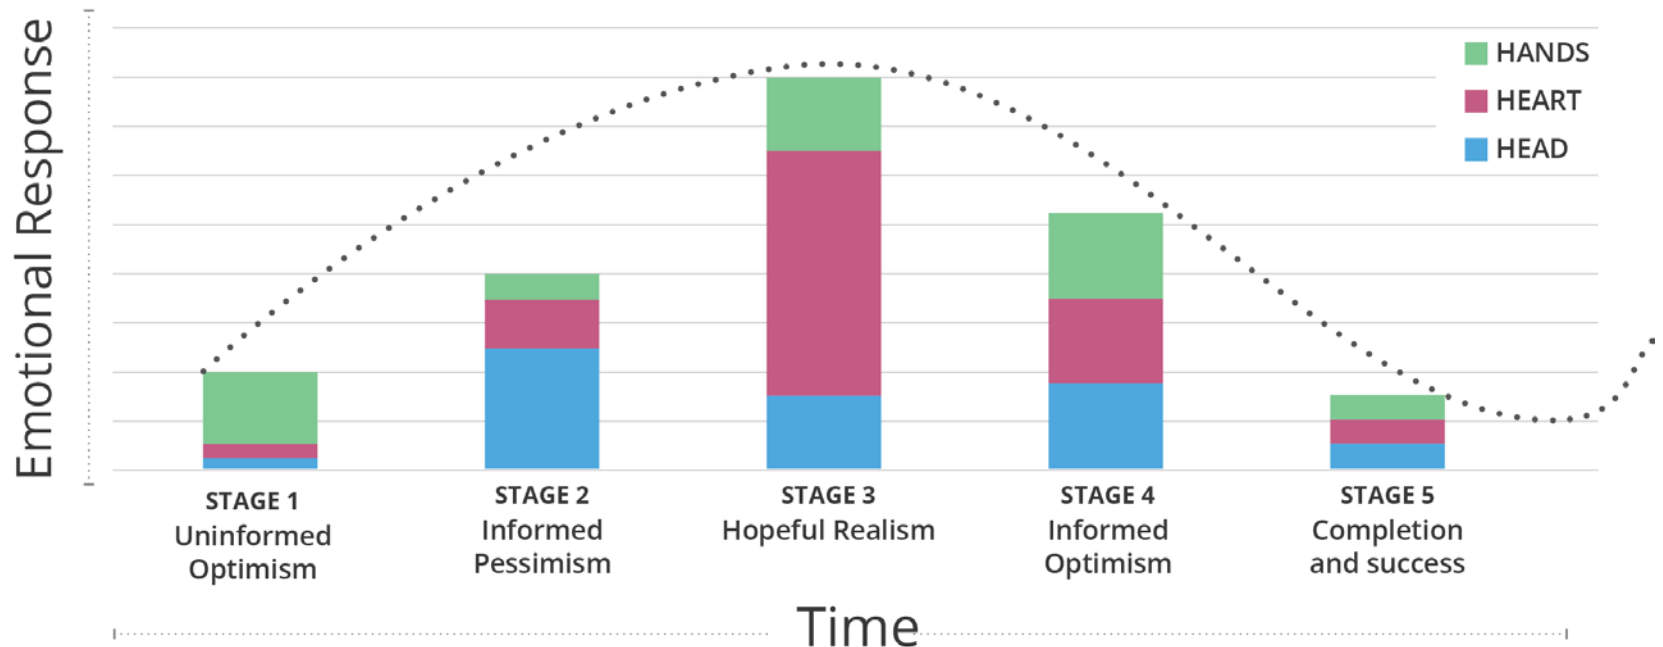 Emotional Response
HANDS
HEART
HEAD
STAGE 1
Uninformed
Optimism
STAGE 2
Informed
Pessimism
STAGE 3
Hopeful Realism
STAGE 4
Informed
Optimism
STAGE 5
Completion
and success
Time